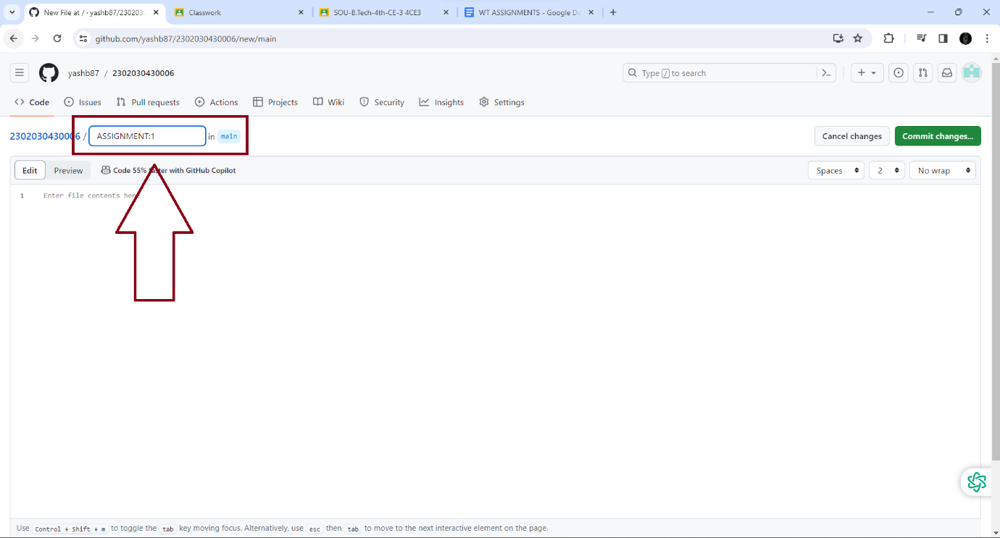 New File at / · yashb87/23020304
Classwork
SOU-B.Tech-4th-CE-3 4CE3
WT ASSIGNMENTS - Google Do
github.com/yashb87/2302030430006/new/main
yashb87 / 2302030430006
Type / to search
Code
Issues
Pull requests
Actions
Projects
Wiki
Security
Insights
Settings
2302030430006 / ASSIGNMENT:1 in main
Cancel changes
Commit changes...
Edit
Preview
Code 55% faster with GitHub Copilot
Spaces
2
No wrap
1 Enter file contents here
Use Control + Shift + m to toggle the tab key moving focus. Alternatively, use esc then tab to move to the next interactive element on the page.